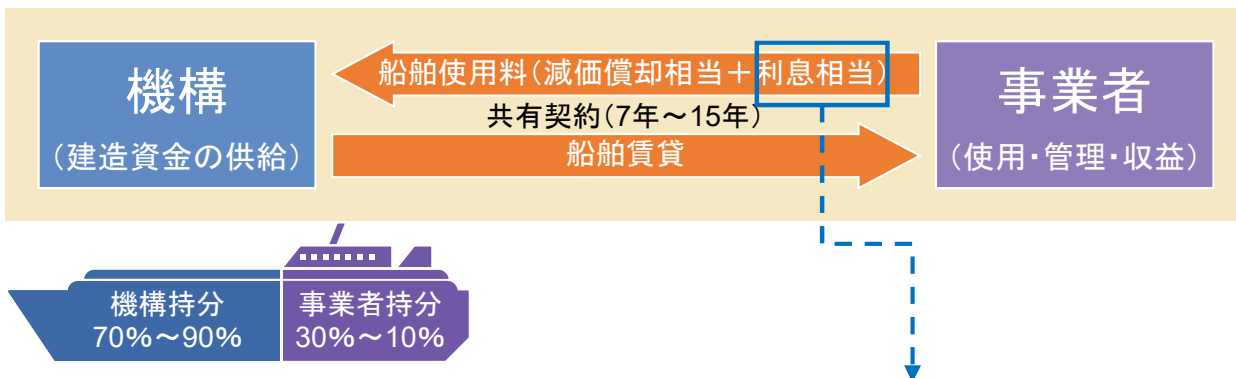 機構
（建造資金の供給）
船舶使用料（減価償却相当＋利息相当）
共有契約（7年～15年）
船舶賃貸
事業者
（使用・管理・収益）
機構持分
70%～90%
事業者持分
30%～10%